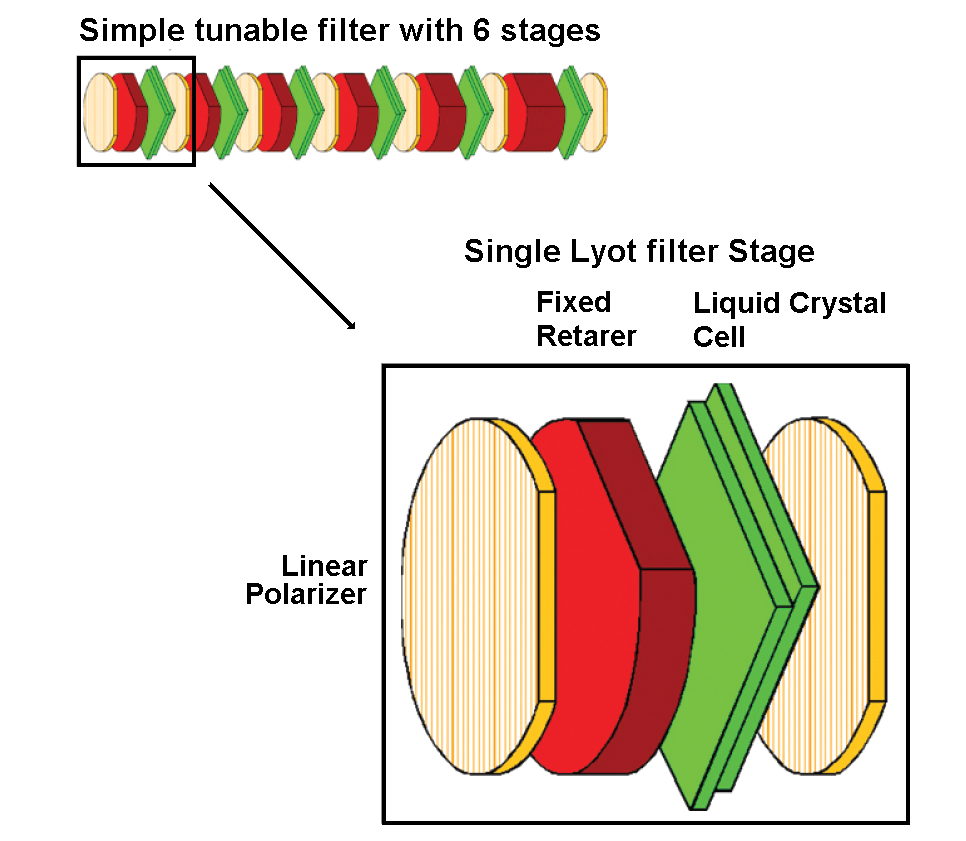 Simple tunable filter with 6 stages
Single Lyot filter Stage
Fixed
Retarer
Liquid Crystal
Cell
Linear
Polarizer